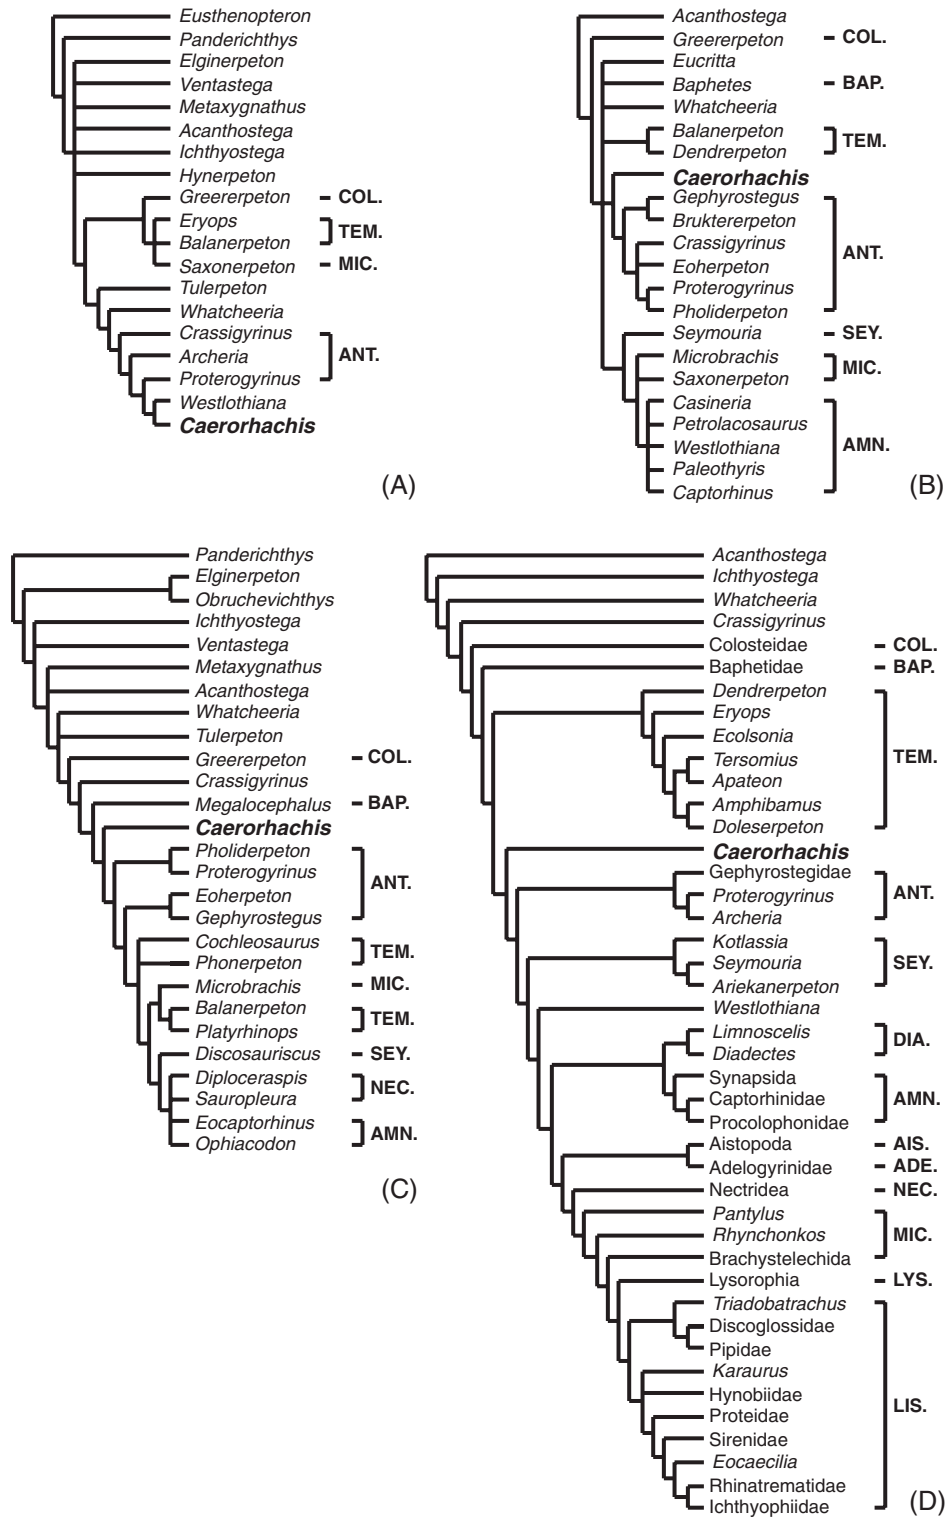 Eusthenopteron
Panderichthys
Elginerpeton
Ventastega
Metaxygnathus
Acanthostega
Ichthyostega
Hynerpeton
Greererpeton COL.
Eryops
TEM.
Balanerpeton
Saxonerpeton MIC.
Tulerpeton
Whatcheeria
Crassigyrinus
Archeria ANT.
Proterogyrinus
Westlothiana
Caerorhachis
(A)
Acanthostega
Greererpeton COL.
Eucritta
Baphetes BAP.
Whatcheeria
Balanerpeton
TEM.
Dendrerpeton
Caerorhachis
Gephyrostegus
Bruktererpeton
Crassigyrinus
ANT.
Eoherpeton
Proterogyrinus
Pholiderpeton
Seymouria SEY.
Microbrachis
MIC.
Saxonerpeton
Casineria
Petrolacosaurus
Westlothiana AMN.
Paleothyris
Captorhinus
(B)
Panderichthys
Elginerpeton
Obruchevichthys
Ichthyostega
Ventastega
Metaxygnathus
Acanthostega
Whatcheeria
Tulerpeton
Greererpeton COL.
Crassigyrinus
Megalocephalus BAP.
Caerorhachis
Pholiderpeton
Proterogyrinus
ANT.
Eoherpeton
Gephyrostegus
Cochleosaurus
TEM.
Phonerpeton
Microbrachis MIC.
Balanerpeton
TEM.
Platyrhinops
Discosauriscus SEY.
Diploceraspis
NEC.
Sauropleura
Eocaptorhinus
AMN.
Ophiacodon
(C)
Acanthostega
Ichthyostega
Whatcheeria
Crassigyrinus
Colosteidae COL.
Baphetidae BAP.
Dendrerpeton
Eryops
Ecolsonia
Tersomius TEM.
Apateon
Amphibamus
Doleserpeton
Caerorhachis
Gephyrostegidae
Proterogyrinus ANT.
Archeria
Kotlassia
Seymouria SEY.
Ariekanerpeton
Westlothiana
Limnoscelis
DIA.
Diadectes
Synapsida
Captorhinidae AMN.
Procolophonidae
Aistopoda AIS.
Adelogyrinidae ADE.
Nectridea NEC.
Pantylus
Rhynchonkos MIC.
Brachystelechida
Lysorophia LYS.
Triadobatrachus
Discoglossidae
Pipidae
Karaurus
Hynobiidae
LIS.
Proteidae
Sirenidae
Eocaecilia
Rhinatrematidae
Ichthyophiidae
(D)